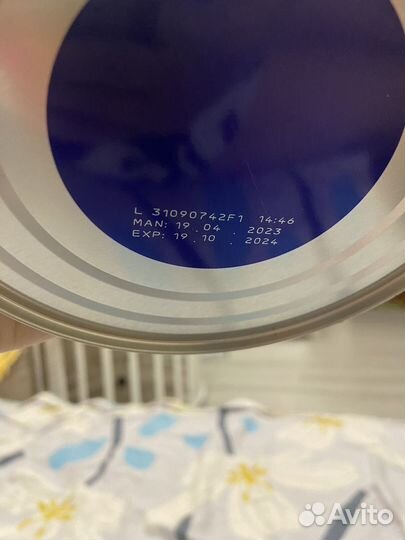 L 31090742F1 14:46
MAN: 19 . 04 . 2023
EXP: 19 . 10 . 2024
Avito